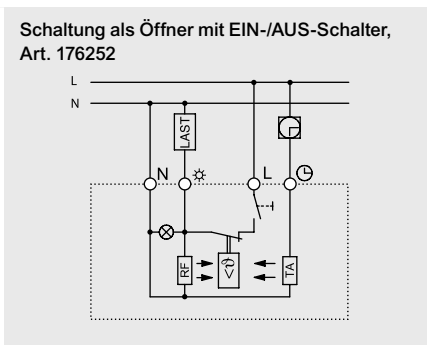 Schaltung als Öffner mit EIN-/AUS-Schalter,
Art. 176252
L
N
LAST
N
L
RF
<ϑ
TA